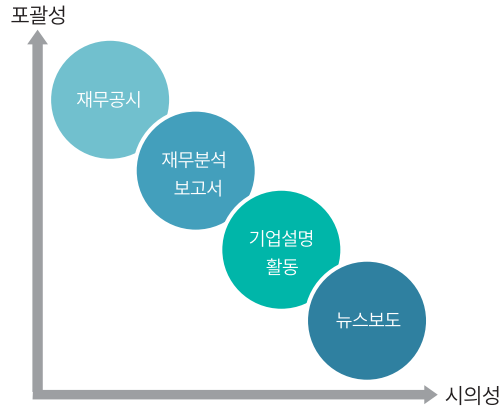 포괄성
재무공시
재무분석
보고서
기업설명
활동
뉴스보도
시의성